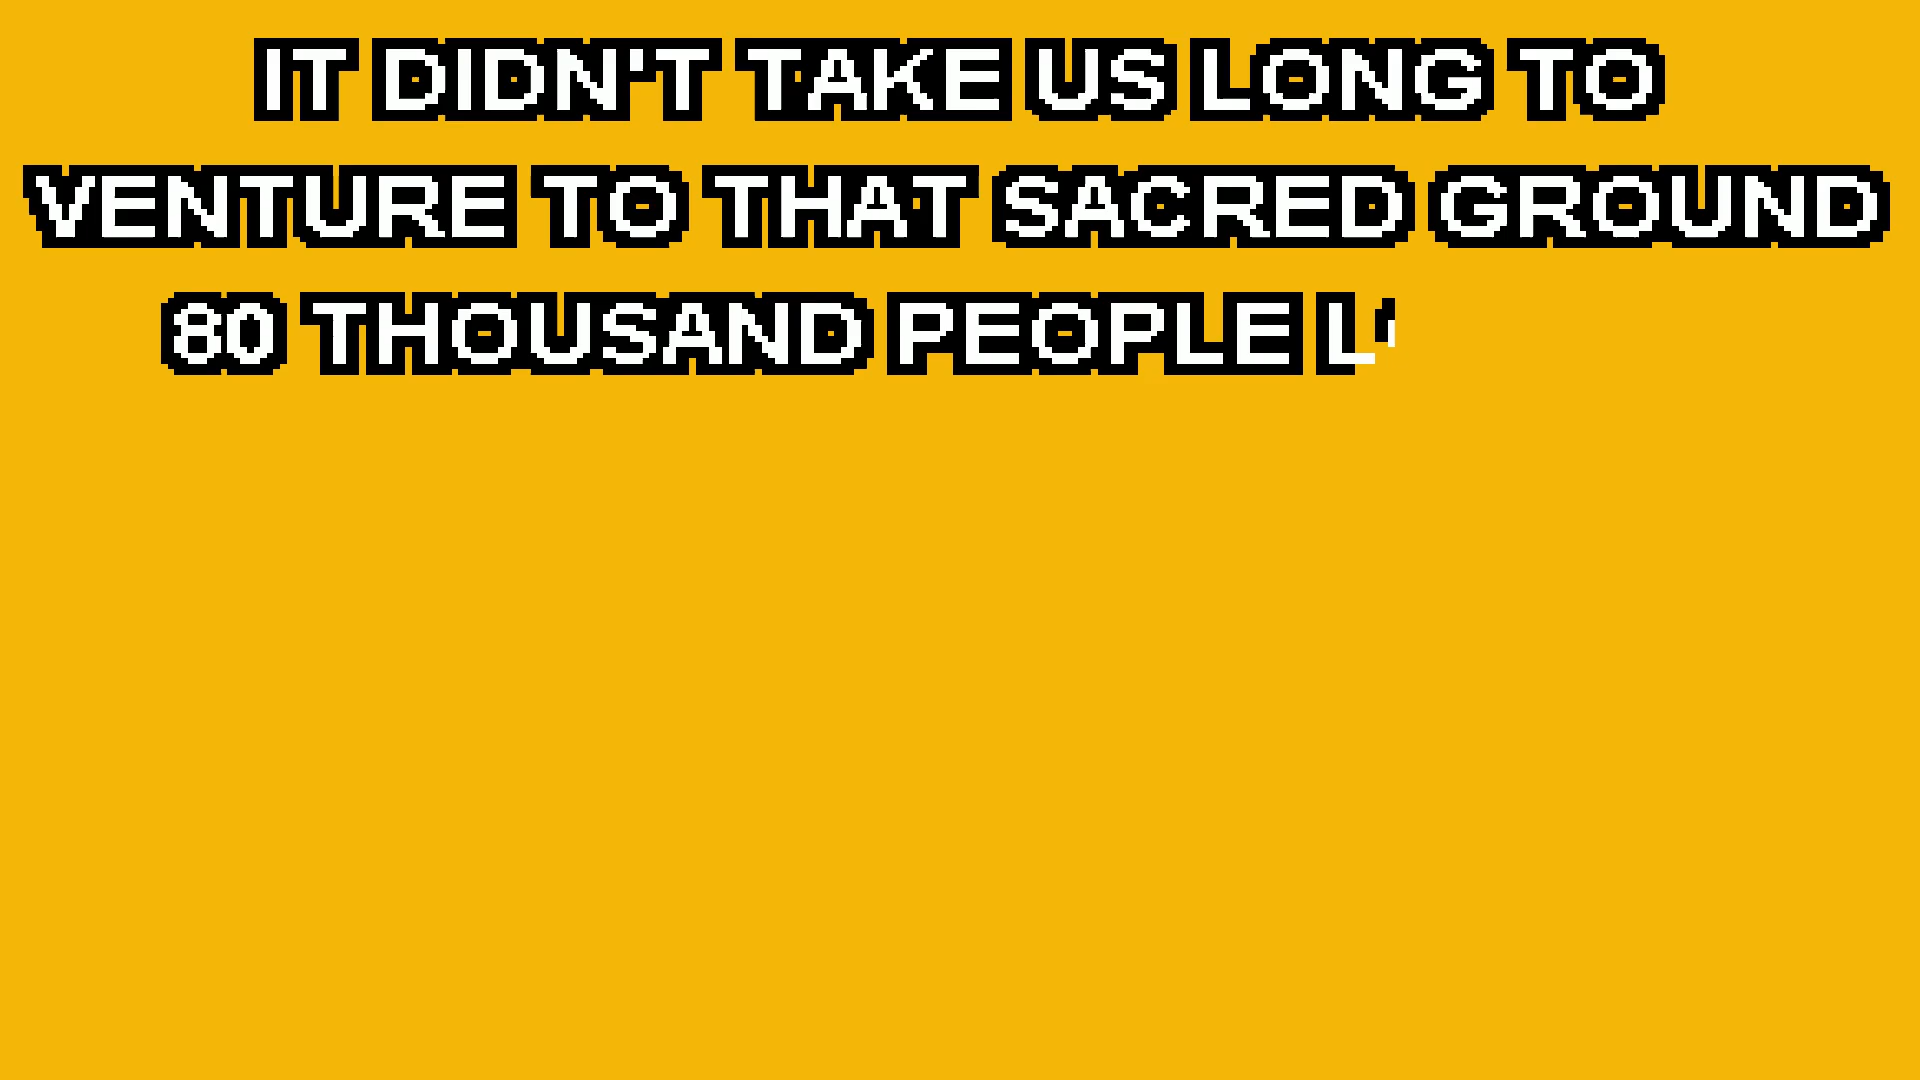 IT DIDN'T TAKE US LONG TO
VENTURE TO THAT SACRED GROUND
80 THOUSAND PEOPLE